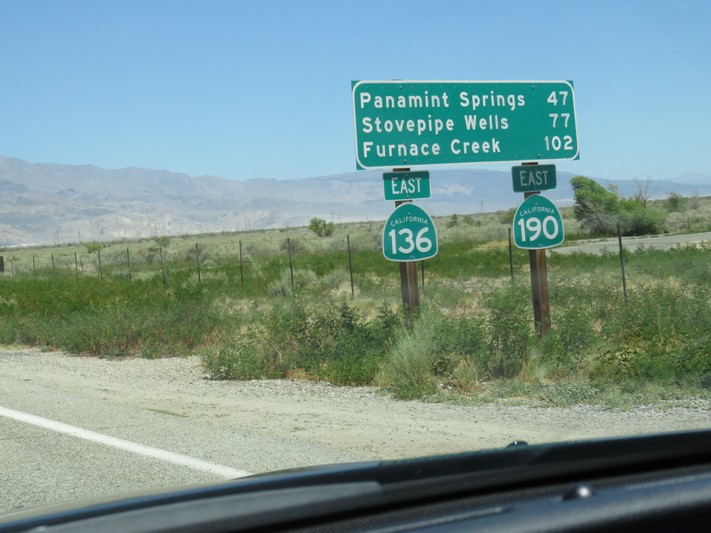 Panamint Springs 47
Stovepipe Wells 77
Furnace Creek 102
EAST
EAST
CALIFORNIA
136
CALIFORNIA
190